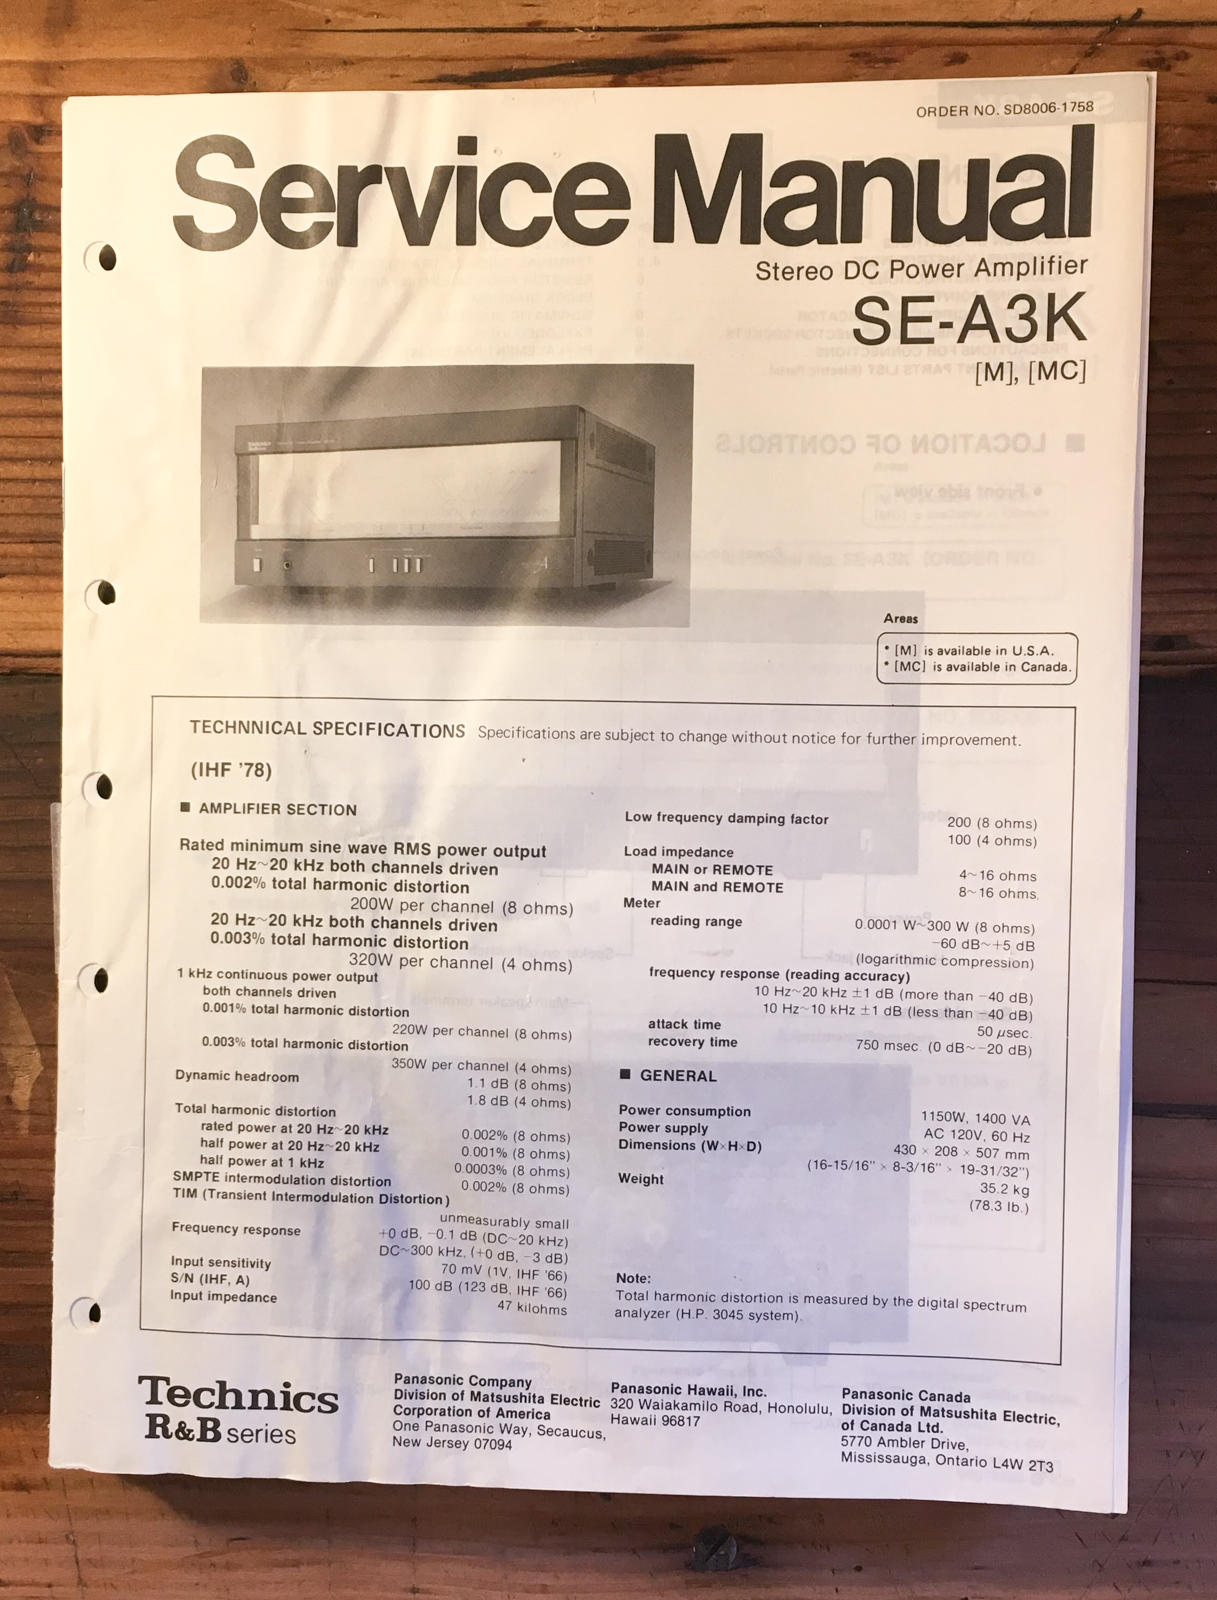 ORDER NO. SD8006-1758
Service Manual
Stereo DC Power Amplifier
SE-A3K
[M], [MC]
Areas
* [M] is available in U.S.A.
* [MC] is available in Canada.
TECHNNICAL SPECIFICATIONS Specifications are subject to change without notice for further improvement.
(IHF '78)
■ AMPLIFIER SECTION
Rated minimum sine wave RMS power output
20 Hz~20 kHz both channels driven
0.002% total harmonic distortion
200W per channel (8 ohms)
20 Hz~20 kHz both channels driven
0.003% total harmonic distortion
320W per channel (4 ohms)
1 kHz continuous power output
both channels driven
0.001% total harmonic distortion
220W per channel (8 ohms)
0.003% total harmonic distortion
350W per channel (4 ohms)
Dynamic headroom 1.1 dB (8 ohms)
1.8 dB (4 ohms)
Total harmonic distortion
rated power at 20 Hz~20 kHz 0.002% (8 ohms)
half power at 20 Hz~20 kHz 0.001% (8 ohms)
half power at 1 kHz 0.0003% (8 ohms)
SMPTE intermodulation distortion 0.002% (8 ohms)
TIM (Transient Intermodulation Distortion)
unmeasurably small
Frequency response +0 dB, −0.1 dB (DC~20 kHz)
DC~300 kHz, (+0 dB, −3 dB)
Input sensitivity 70 mV (1V, IHF '66)
S/N (IHF, A) 100 dB (123 dB, IHF '66)
Input impedance 47 kilohms
Low frequency damping factor 200 (8 ohms)
100 (4 ohms)
Load impedance
MAIN or REMOTE 4~16 ohms
MAIN and REMOTE 8~16 ohms
Meter
reading range 0.0001 W~300 W (8 ohms)
−60 dB~+5 dB
(logarithmic compression)
frequency response (reading accuracy)
10 Hz~20 kHz ±1 dB (more than −40 dB)
10 Hz~10 kHz ±1 dB (less than −40 dB)
attack time 50 μsec.
recovery time 750 msec. (0 dB~−20 dB)
■ GENERAL
Power consumption 1150W, 1400 VA
Power supply AC 120V, 60 Hz
Dimensions (W×H×D) 430 × 208 × 507 mm
(16-15/16" × 8-3/16" × 19-31/32")
Weight 35.2 kg
(78.3 lb.)
Note:
Total harmonic distortion is measured by the digital spectrum
analyzer (H.P. 3045 system).
Technics
R&B series
Panasonic Company
Division of Matsushita Electric
Corporation of America
One Panasonic Way, Secaucus,
New Jersey 07094
Panasonic Hawaii, Inc.
320 Waiakamilo Road, Honolulu,
Hawaii 96817
Panasonic Canada
Division of Matsushita Electric,
of Canada Ltd.
5770 Ambler Drive,
Mississauga, Ontario L4W 2T3